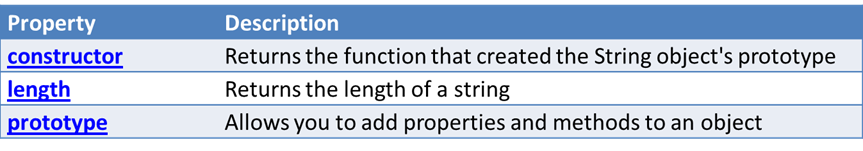 Property Description
constructor Returns the function that created the String object's prototype
length Returns the length of a string
prototype Allows you to add properties and methods to an object